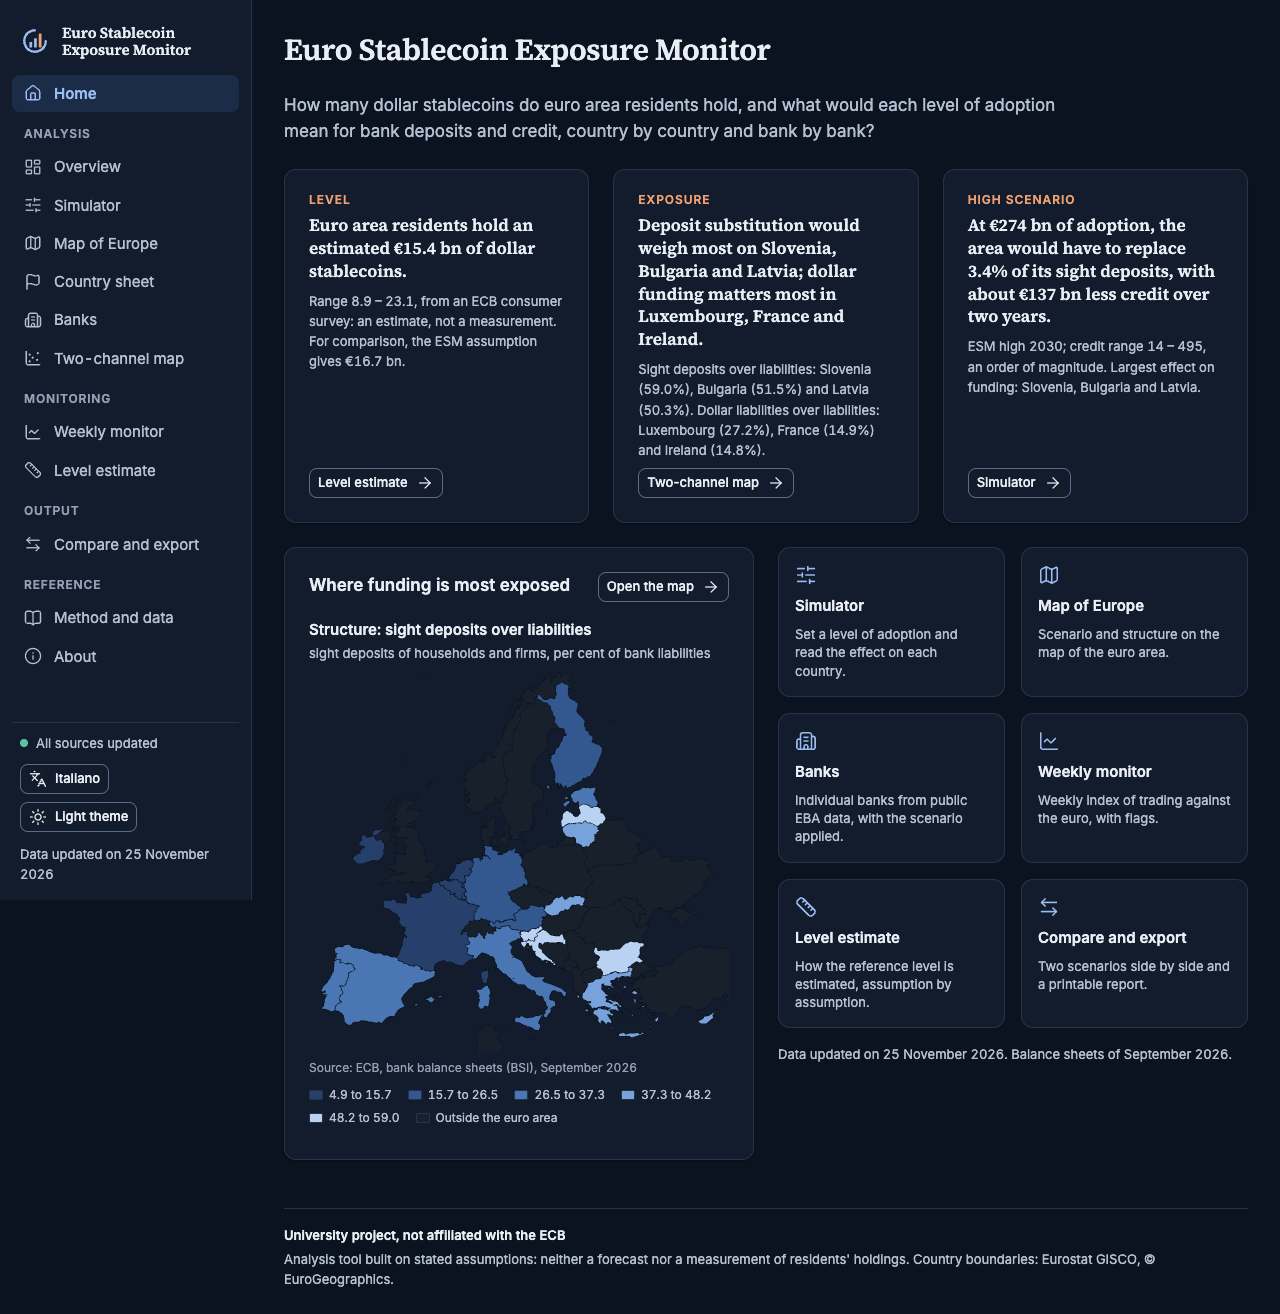 Euro Stablecoin
Exposure Monitor
Home
ANALYSIS
Overview
Simulator
Map of Europe
Country sheet
Banks
Two-channel map
MONITORING
Weekly monitor
Level estimate
OUTPUT
Compare and export
REFERENCE
Method and data
About
All sources updated
Italiano
Light theme
Data updated on 25 November
2026
Euro Stablecoin Exposure Monitor
How many dollar stablecoins do euro area residents hold, and what would each level of adoption
mean for bank deposits and credit, country by country and bank by bank?
LEVEL
Euro area residents hold an
estimated €15.4 bn of dollar
stablecoins.
Range 8.9 – 23.1, from an ECB consumer
survey: an estimate, not a measurement.
For comparison, the ESM assumption
gives €16.7 bn.
Level estimate
EXPOSURE
Deposit substitution would
weigh most on Slovenia,
Bulgaria and Latvia; dollar
funding matters most in
Luxembourg, France and
Ireland.
Sight deposits over liabilities: Slovenia
(59.0%), Bulgaria (51.5%) and Latvia
(50.3%). Dollar liabilities over liabilities:
Luxembourg (27.2%), France (14.9%)
and Ireland (14.8%).
Two-channel map
HIGH SCENARIO
At €274 bn of adoption, the
area would have to replace
3.4% of its sight deposits, with
about €137 bn less credit over
two years.
ESM high 2030; credit range 14 – 495,
an order of magnitude. Largest effect on
funding: Slovenia, Bulgaria and Latvia.
Simulator
Where funding is most exposed
Open the map
Structure: sight deposits over liabilities
sight deposits of households and firms, per cent of bank liabilities
Source: ECB, bank balance sheets (BSI), September 2026
4.9 to 15.7
15.7 to 26.5
26.5 to 37.3
37.3 to 48.2
48.2 to 59.0
Outside the euro area
Simulator
Set a level of adoption and
read the effect on each
country.
Map of Europe
Scenario and structure on the
map of the euro area.
Banks
Individual banks from public
EBA data, with the scenario
applied.
Weekly monitor
Weekly index of trading against
the euro, with flags.
Level estimate
How the reference level is
estimated, assumption by
assumption.
Compare and export
Two scenarios side by side and
a printable report.
Data updated on 25 November 2026. Balance sheets of September 2026.
University project, not affiliated with the ECB
Analysis tool built on stated assumptions: neither a forecast nor a measurement of residents' holdings. Country boundaries: Eurostat GISCO, ©
EuroGeographics.